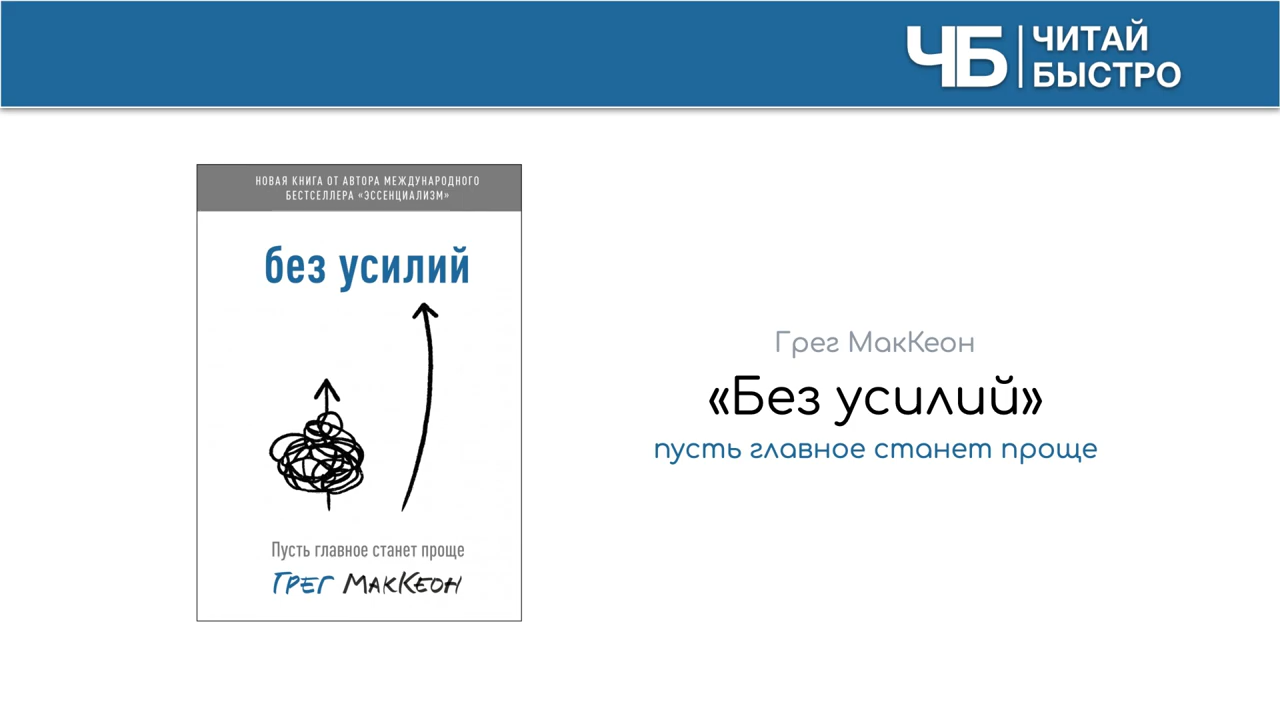 ЧБ
ЧИТАЙ
БЫСТРО
НОВАЯ КНИГА ОТ АВТОРА МЕЖДУНАРОДНОГО
БЕСТСЕЛЛЕРА «ЭССЕНЦИАЛИЗМ»
без усилий
Пусть главное станет проще
ГРЕГ МАКKЕОН
Грег МакКеон
«Без усилий»
пусть главное станет проще